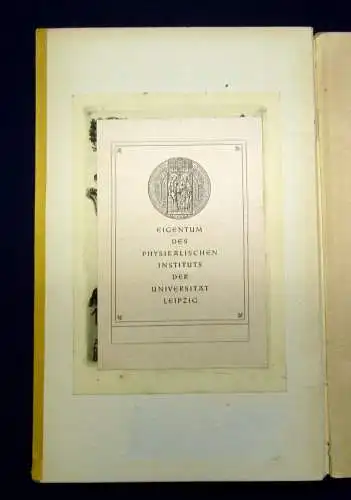 EIGENTUM
DES
PHYSIKALISCHEN
INSTITUTS
DER
UNIVERSITÄT
LEIPZIG